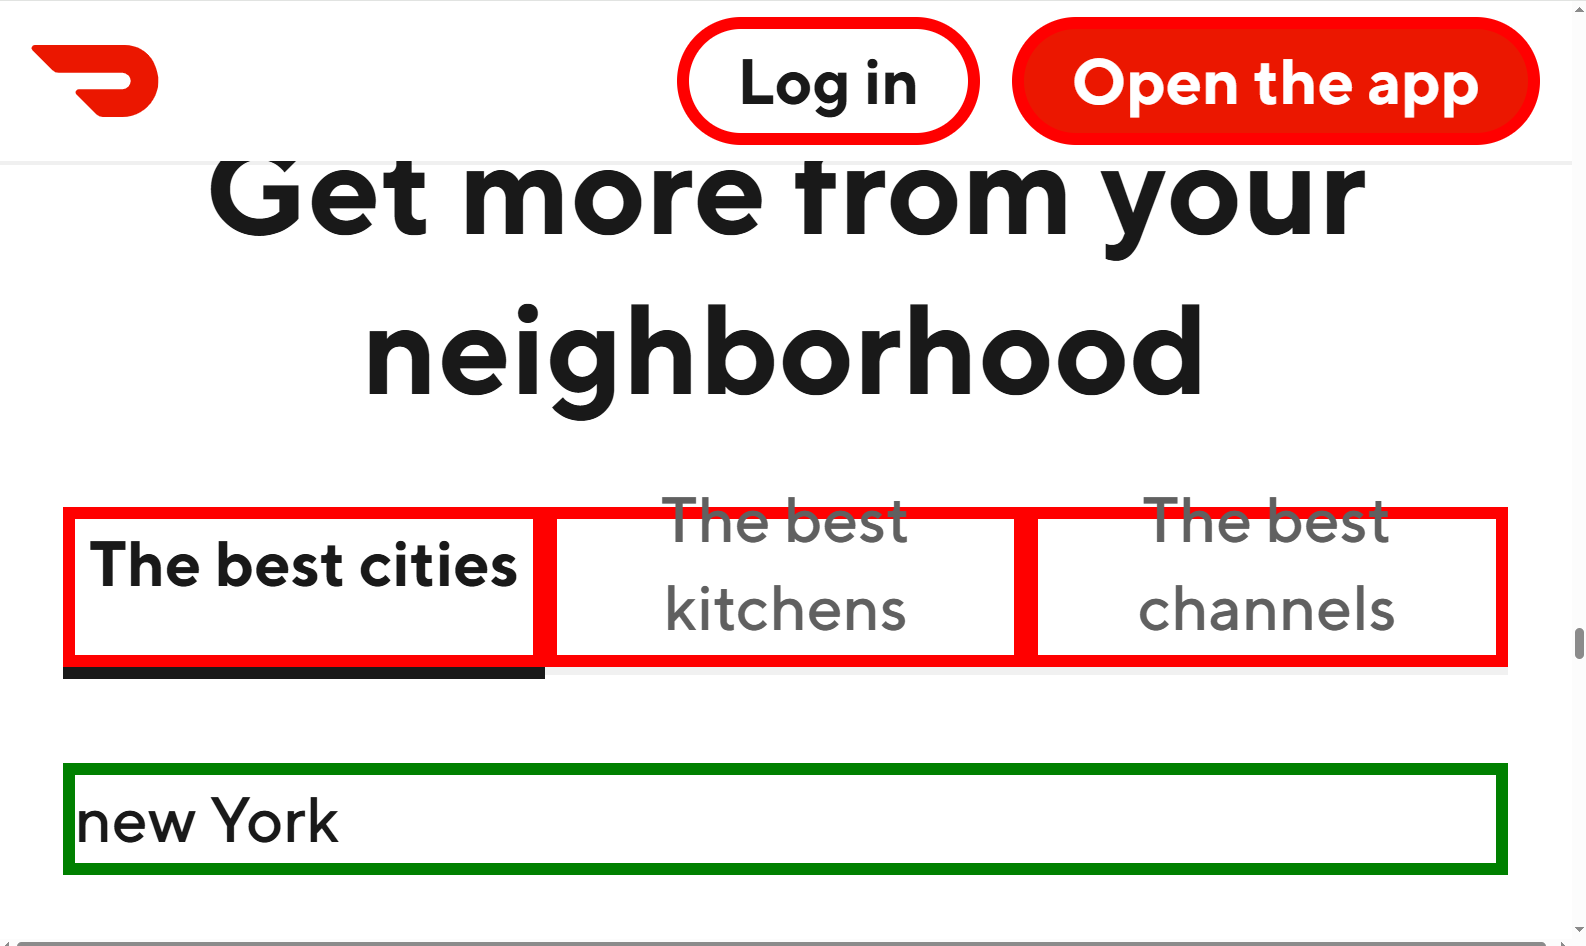 Log in
Open the app
Get more from your
neighborhood
The best cities
The best
kitchens
The best
channels
new York